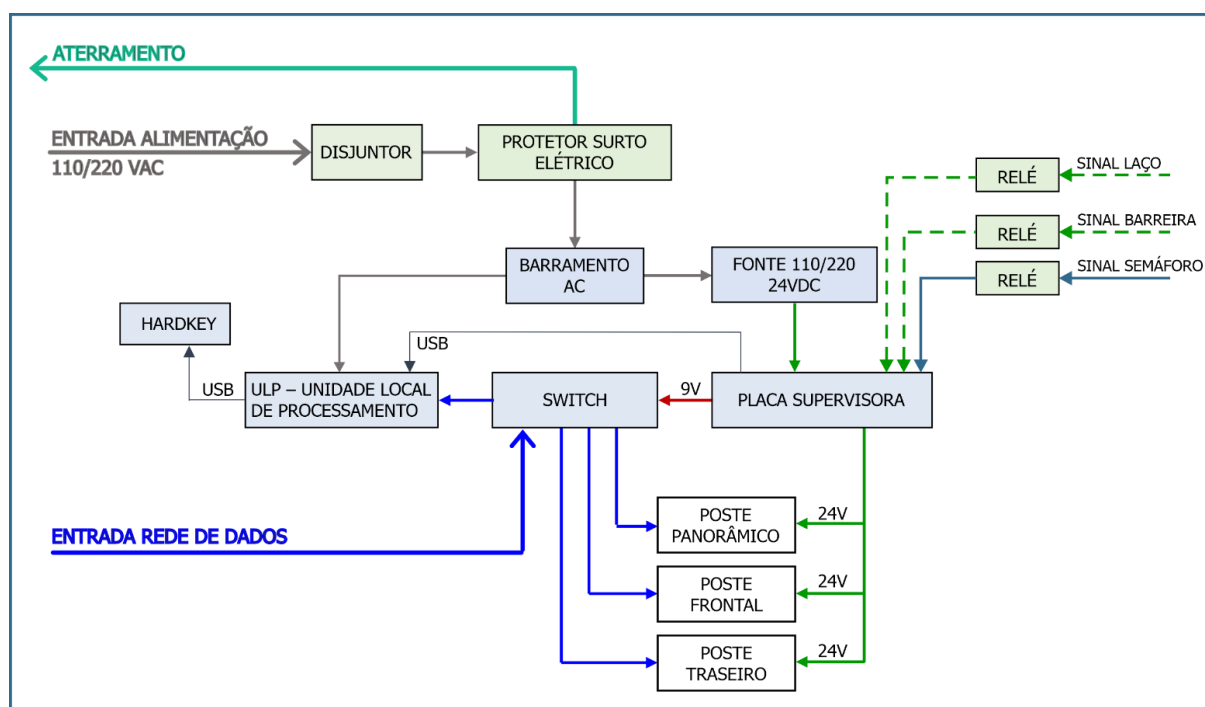 ATERRAMENTO
ENTRADA ALIMENTAÇÃO
110/220 VAC
DISJUNTOR
PROTETOR SURTO
ELÉTRICO
RELÉ
SINAL LAÇO
RELÉ
SINAL BARREIRA
RELÉ
SINAL SEMÁFORO
BARRAMENTO
AC
FONTE 110/220
24VDC
HARDKEY
USB
USB
ULP – UNIDADE LOCAL
DE PROCESSAMENTO
SWITCH
9V
PLACA SUPERVISORA
ENTRADA REDE DE DADOS
POSTE
PANORÂMICO
24V
POSTE
FRONTAL
24V
POSTE
TRASEIRO
24V